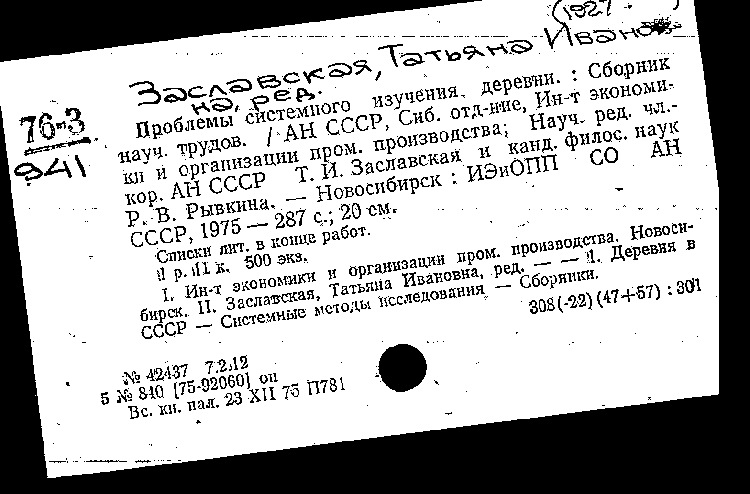 (1927 - )
Заславская, Татьяна Ивано
на, ред.
76-3
941
Проблемы системного изучения деревни. : Сборник
науч. трудов. / АН СССР, Сиб. отд-ние, Ин-т экономи-
ки и организации пром. производства; Науч. ред. чл.-
кор. АН СССР Т. И. Заславская и канд. филос. наук
Р. В. Рывкина. — Новосибирск : ИЭиОПП СО АН
СССР, 1975 — 287 с.; 20 см.
Списки лит. в конце работ.
1 р. 11 к. 500 экз.
I. Ин-т экономики и организации пром. производства. Новоси-
бирск. II. Заславская, Татьяна Ивановна, ред. — — 1. Деревня в
СССР — Системные методы исследования — Сборники.
308(-22)(47+57) : 301
№ 42437 7.2.12
5 № 840 [75-92060] оп
Вс. кн. пал. 23 XII 75 П781